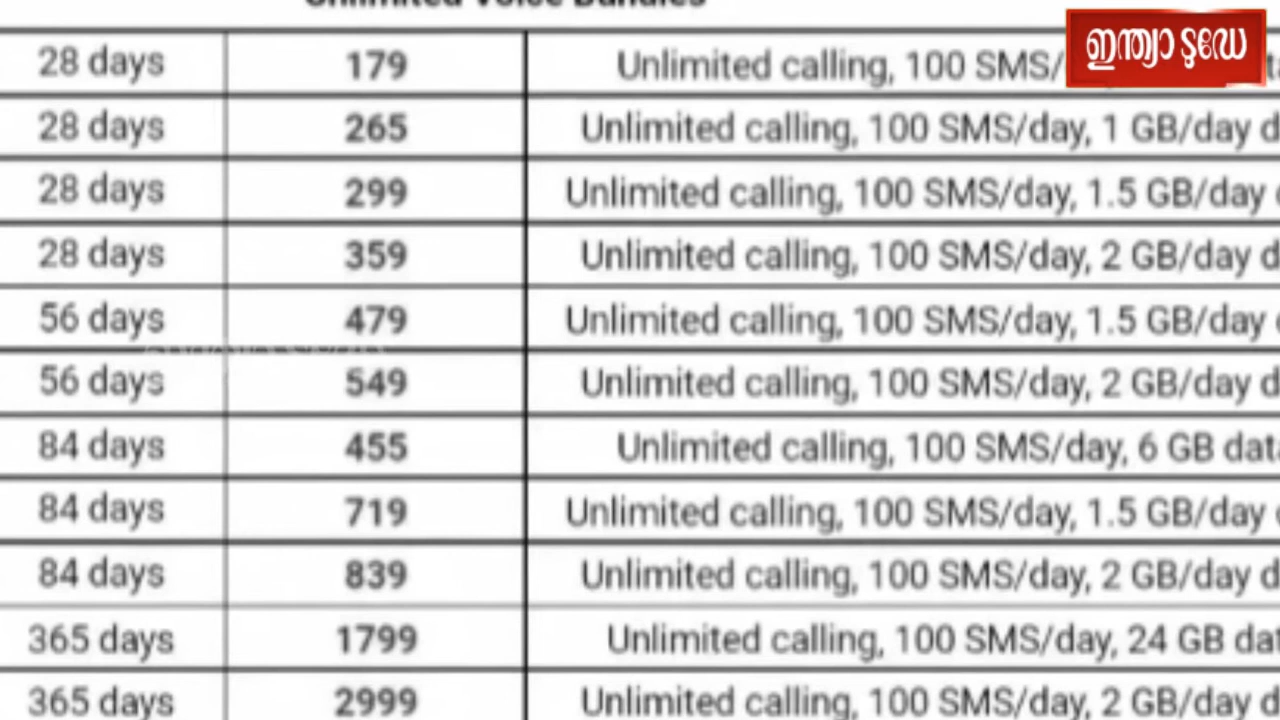 Unlimited Voice Bundles
ഇന്ത്യാ ടുഡേ
28 days 179 Unlimited calling, 100 SMS/
28 days 265 Unlimited calling, 100 SMS/day, 1 GB/day d
28 days 299 Unlimited calling, 100 SMS/day, 1.5 GB/day
28 days 359 Unlimited calling, 100 SMS/day, 2 GB/day d
56 days 479 Unlimited calling, 100 SMS/day, 1.5 GB/day
56 days 549 Unlimited calling, 100 SMS/day, 2 GB/day d
84 days 455 Unlimited calling, 100 SMS/day, 6 GB data
84 days 719 Unlimited calling, 100 SMS/day, 1.5 GB/day
84 days 839 Unlimited calling, 100 SMS/day, 2 GB/day d
365 days 1799 Unlimited calling, 100 SMS/day, 24 GB dat
365 days 2999 Unlimited calling, 100 SMS/day, 2 GB/day d